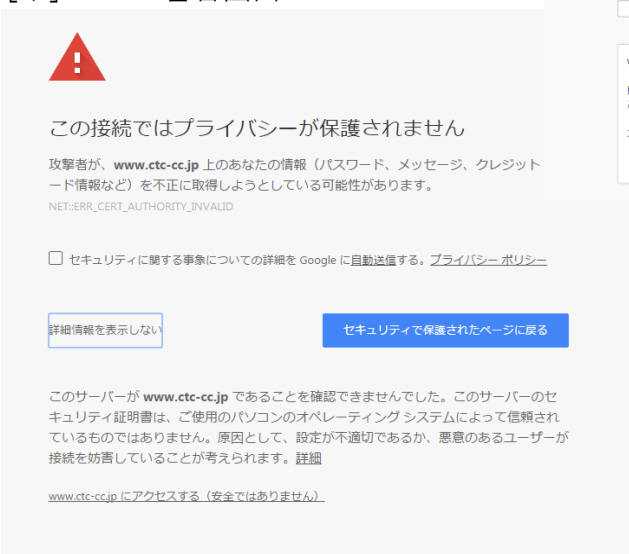 この接続ではプライバシーが保護されません
攻撃者が、www.ctc-cc.jp 上のあなたの情報（パスワード、メッセージ、クレジット
ード情報など）を不正に取得しようとしている可能性があります。
NET::ERR_CERT_AUTHORITY_INVALID
セキュリティに関する事象についての詳細を Google に自動送信する。プライバシー ポリシー
詳細情報を表示しない
セキュリティで保護されたページに戻る
このサーバーが www.ctc-cc.jp であることを確認できませんでした。このサーバーのセ
キュリティ証明書は、ご使用のパソコンのオペレーティング システムによって信頼され
ているものではありません。原因として、設定が不適切であるか、悪意のあるユーザーが
接続を妨害していることが考えられます。詳細
www.ctc-cc.jp にアクセスする（安全ではありません）